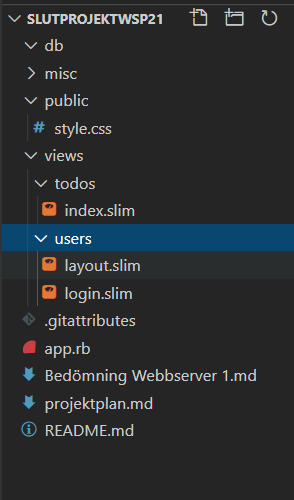 SLUTPROJEKTWSP21
db
misc
public
# style.css
views
todos
index.slim
users
layout.slim
login.slim
.gitattributes
app.rb
Bedömning Webbserver 1.md
projektplan.md
README.md